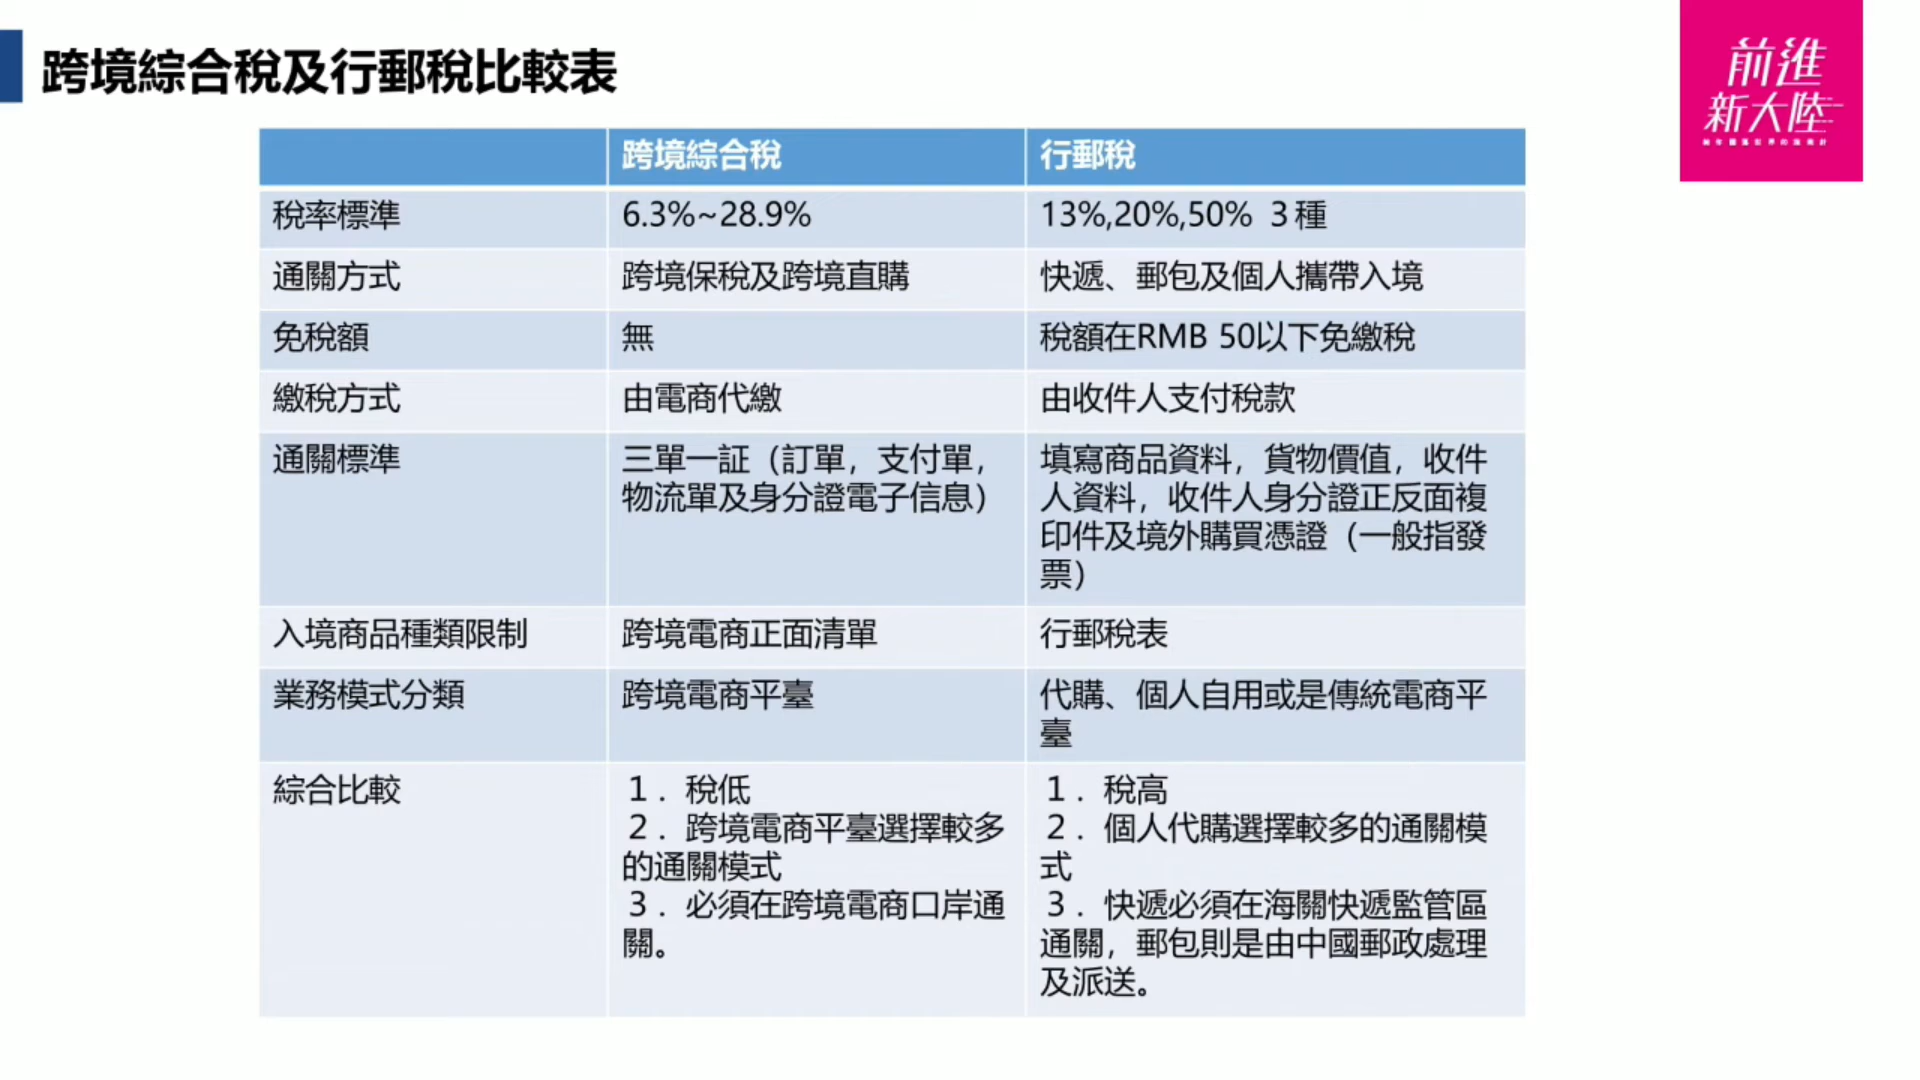 跨境綜合稅及行郵稅比較表
前進
新大陸
跨境綜合稅
行郵稅
稅率標準
6.3%~28.9%
13%,20%,50% 3種
通關方式
跨境保稅及跨境直購
快遞、郵包及個人攜帶入境
免稅額
無
稅額在RMB 50以下免繳稅
繳稅方式
由電商代繳
由收件人支付稅款
通關標準
三單一証（訂單，支付單，
物流單及身分證電子信息）
填寫商品資料，貨物價值，收件
人資料，收件人身分證正反面複
印件及境外購買憑證（一般指發
票）
入境商品種類限制
跨境電商正面清單
行郵稅表
業務模式分類
跨境電商平臺
代購、個人自用或是傳統電商平
臺
綜合比較
1．稅低
2．跨境電商平臺選擇較多
的通關模式
3．必須在跨境電商口岸通
關。
1．稅高
2．個人代購選擇較多的通關模
式
3．快遞必須在海關快遞監管區
通關，郵包則是由中國郵政處理
及派送。